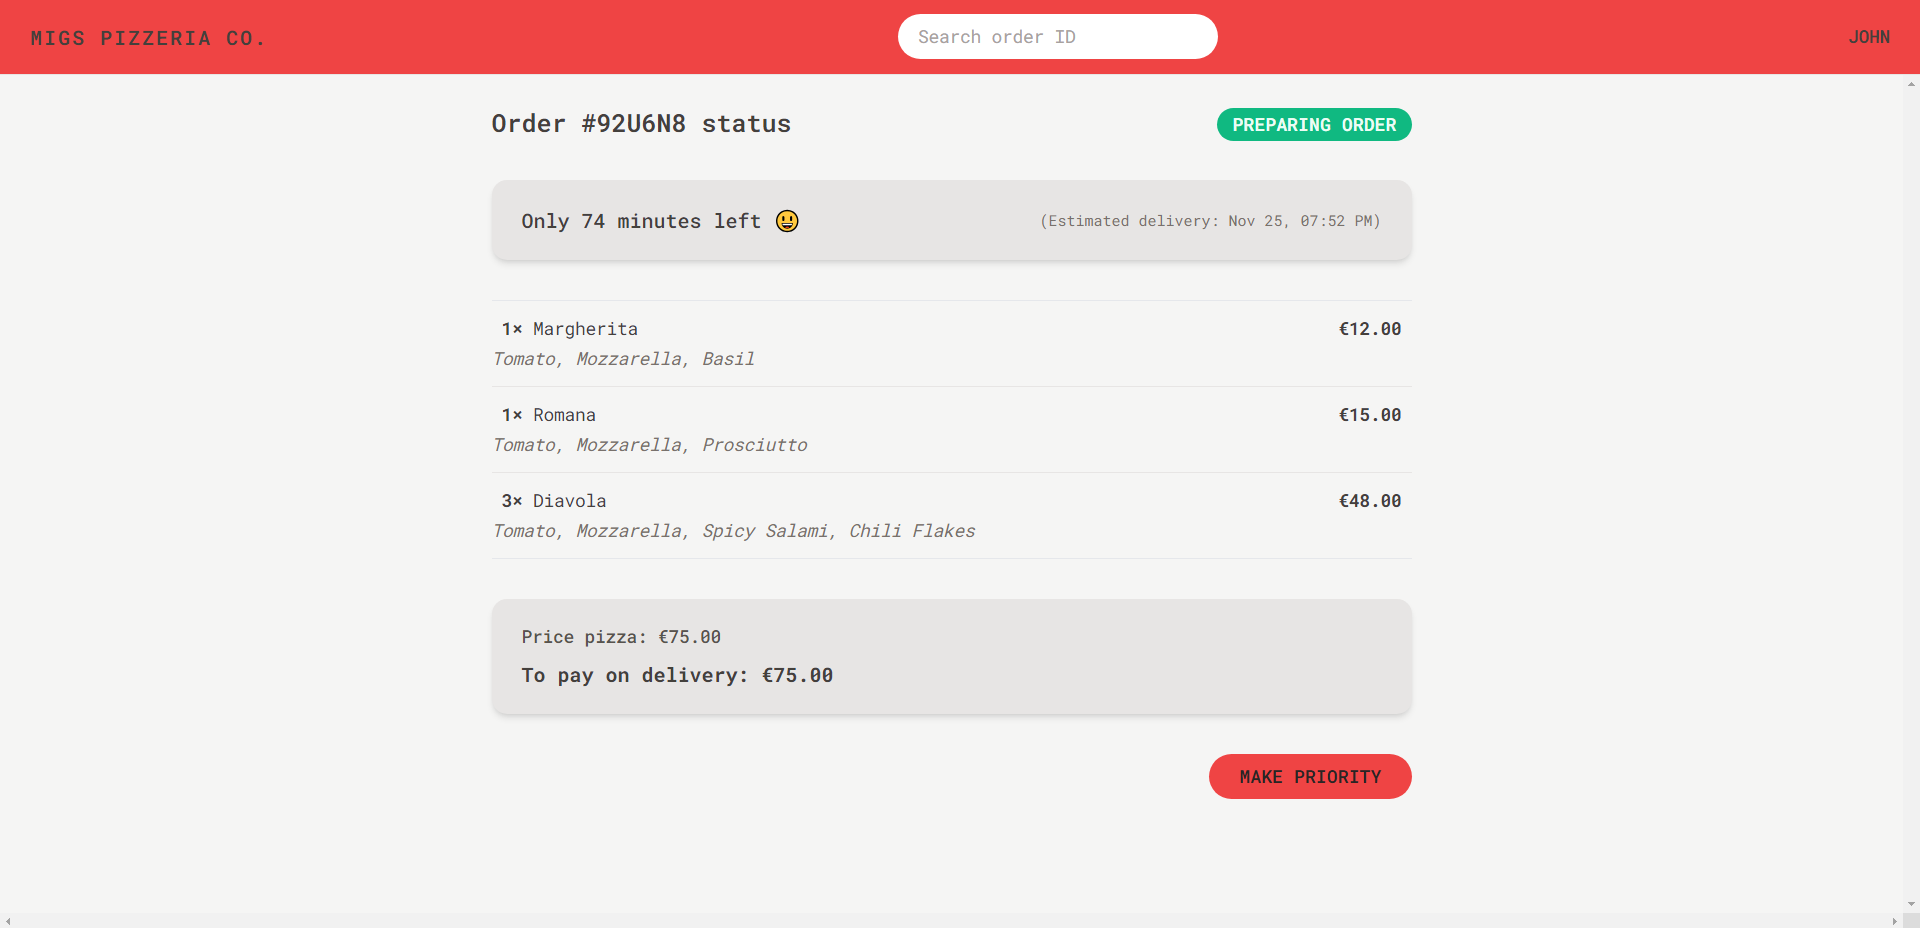 MIGS PIZZERIA CO.
Search order ID
JOHN
Order #92U6N8 status
PREPARING ORDER
Only 74 minutes left 😃
(Estimated delivery: Nov 25, 07:52 PM)
1× Margherita
€12.00
Tomato, Mozzarella, Basil
1× Romana
€15.00
Tomato, Mozzarella, Prosciutto
3× Diavola
€48.00
Tomato, Mozzarella, Spicy Salami, Chili Flakes
Price pizza: €75.00
To pay on delivery: €75.00
MAKE PRIORITY